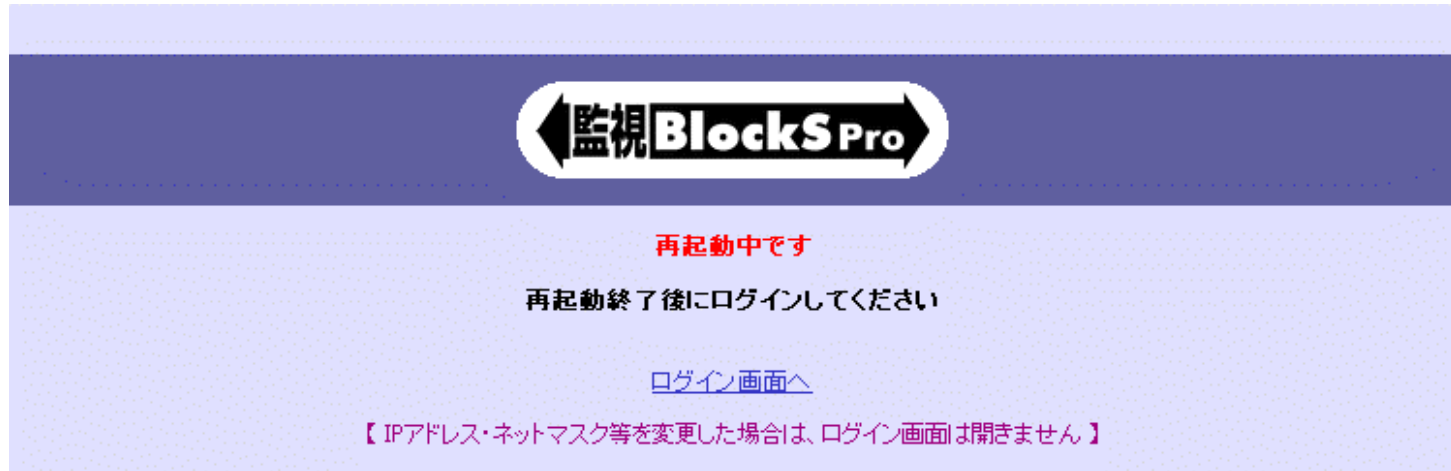 監視BlockS Pro
再起動中です
再起動終了後にログインしてください
ログイン画面へ
【 IPアドレス・ネットマスク等を変更した場合は、ログイン画面は開きません 】